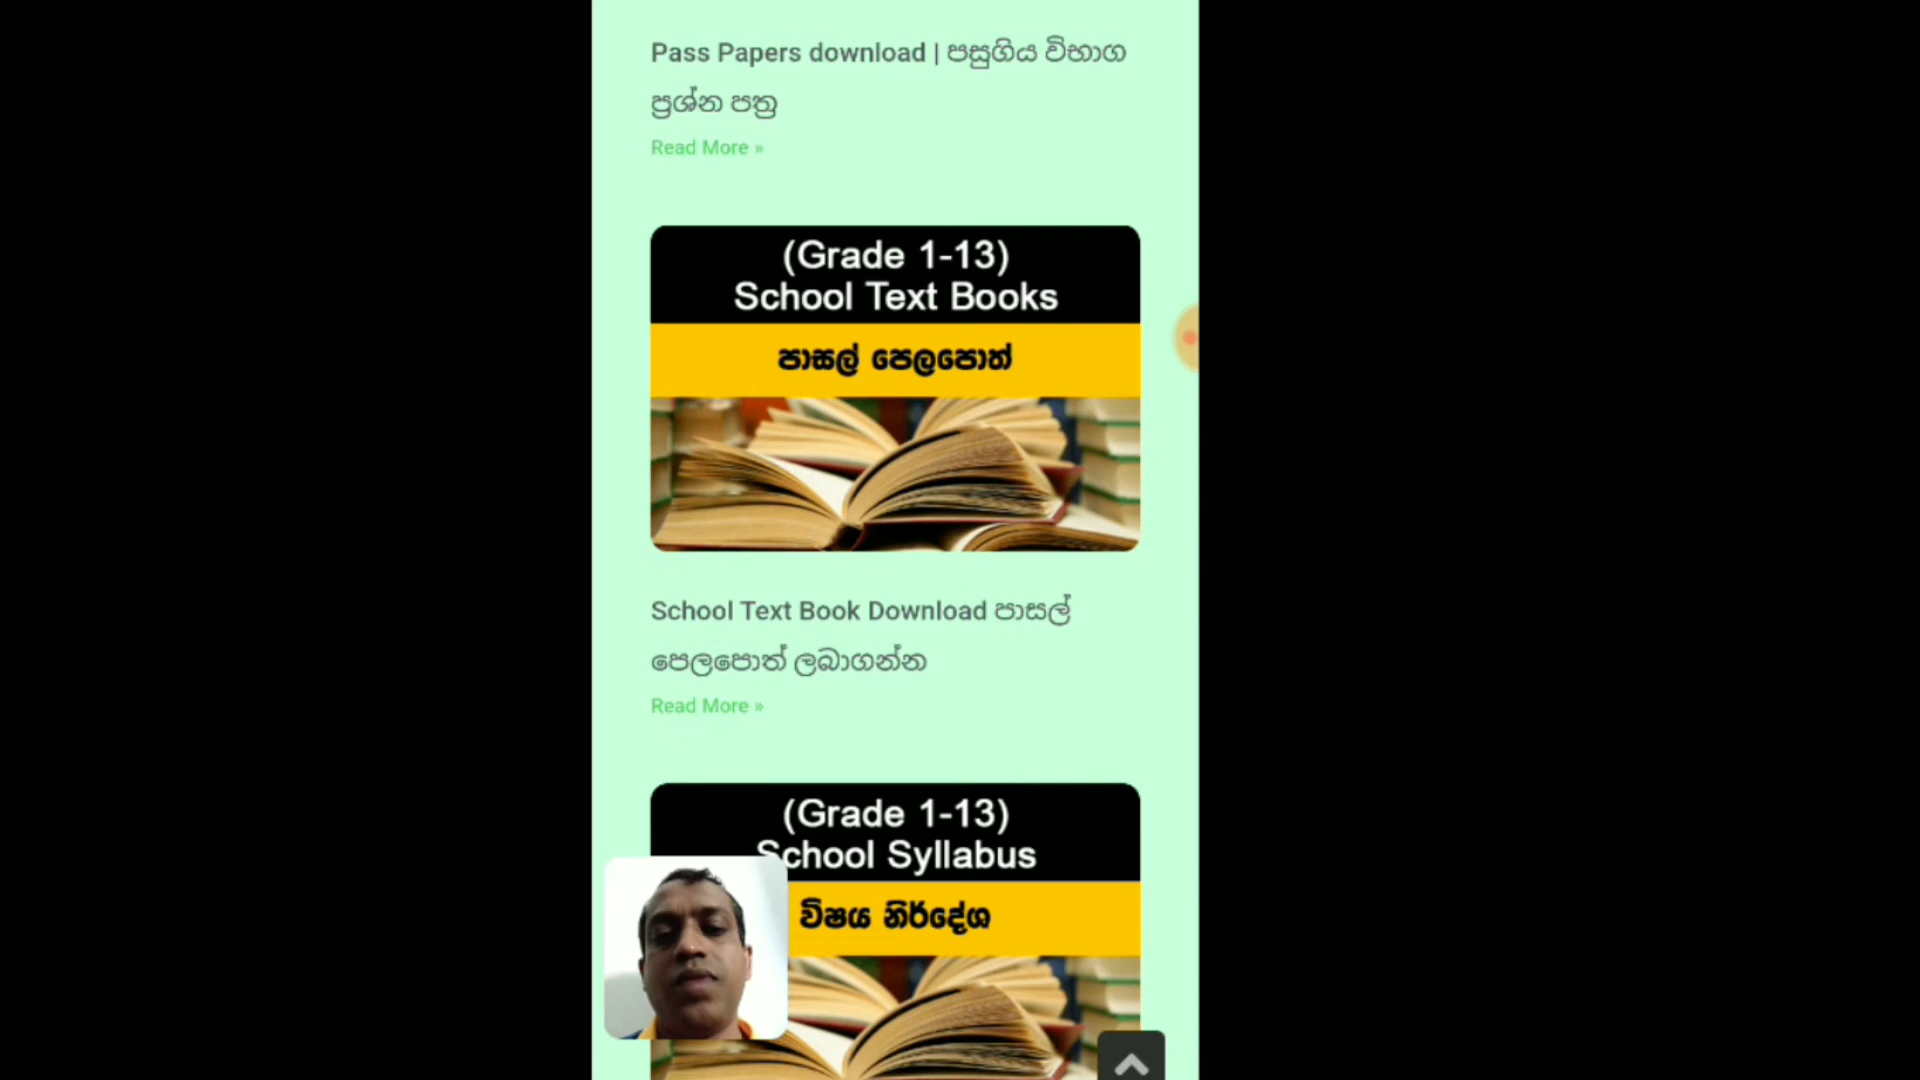 Pass Papers download | පසුගිය විභාග
ප්‍රශ්න පත්‍ර
Read More »
(Grade 1-13)
School Text Books
පාසල් පෙලපොත්
School Text Book Download පාසල්
පෙලපොත් ලබාගන්න
Read More »
(Grade 1-13)
School Syllabus
විෂය නිර්දේශ